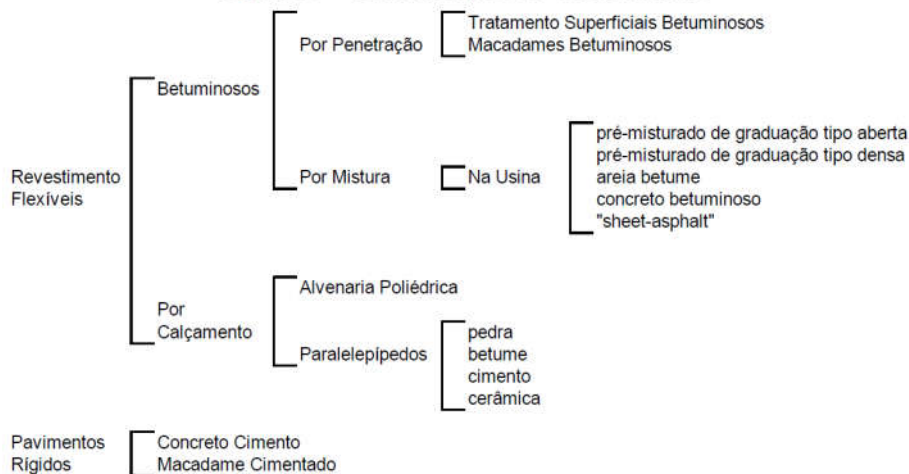 Tratamento Superficiais Betuminosos
Por Penetração
Macadames Betuminosos
Betuminosos
pré-misturado de graduação tipo aberta
pré-misturado de graduação tipo densa
Revestimento
Flexíveis
Por Mistura
Na Usina
areia betume
concreto betuminoso
"sheet-asphalt"
Alvenaria Poliédrica
Por
Calçamento
Paralelepípedos
pedra
betume
cimento
cerâmica
Pavimentos
Rígidos
Concreto Cimento
Macadame Cimentado